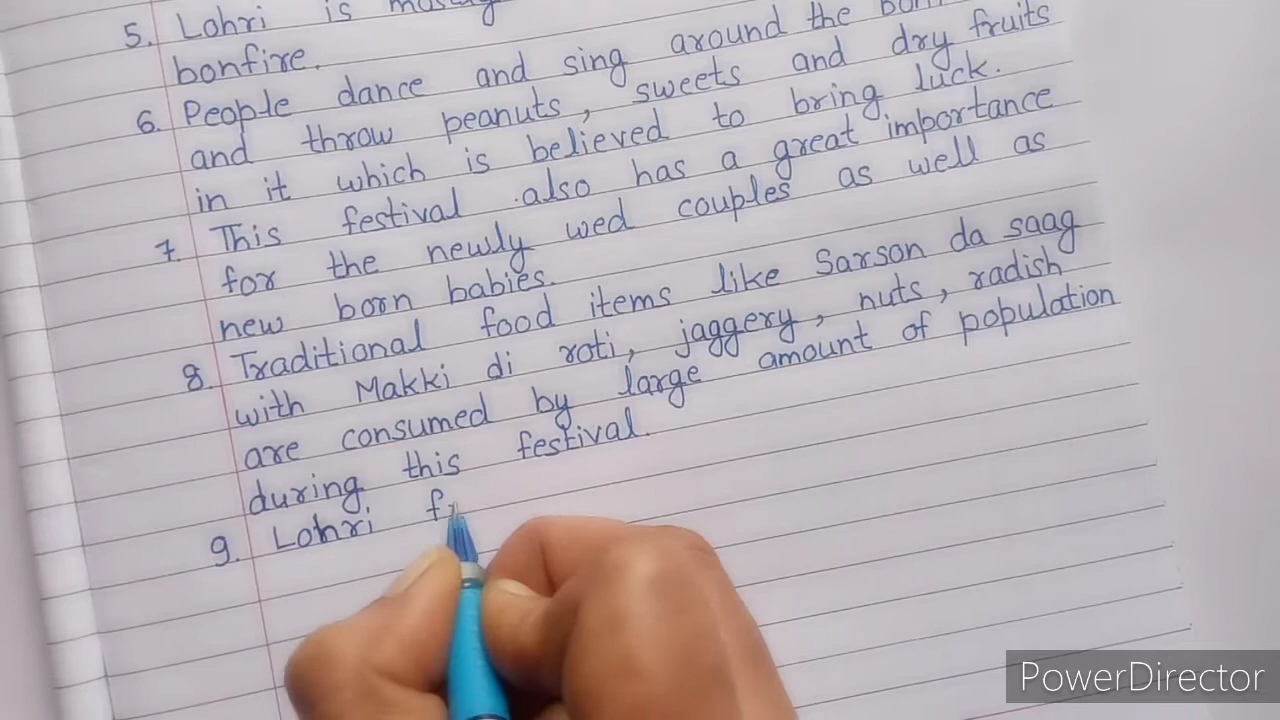 5. Lohri is
bonfire.
6. People dance and sing around the
and throw peanuts, sweets and dry fruits
in it which is believed to bring luck.
7. This festival also has a great importance
for the newly wed couples as well as
new born babies.
8. Traditional food items like Sarson da saag
with Makki di roti, jaggery, nuts, radish
are consumed by large amount of population
during this festival.
9. Lohri
PowerDirector